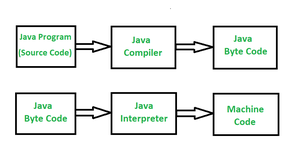 Java Program
(Source Code)
Java
Compiler
Java
Byte Code
Java
Byte Code
Java
Interpreter
Machine
Code